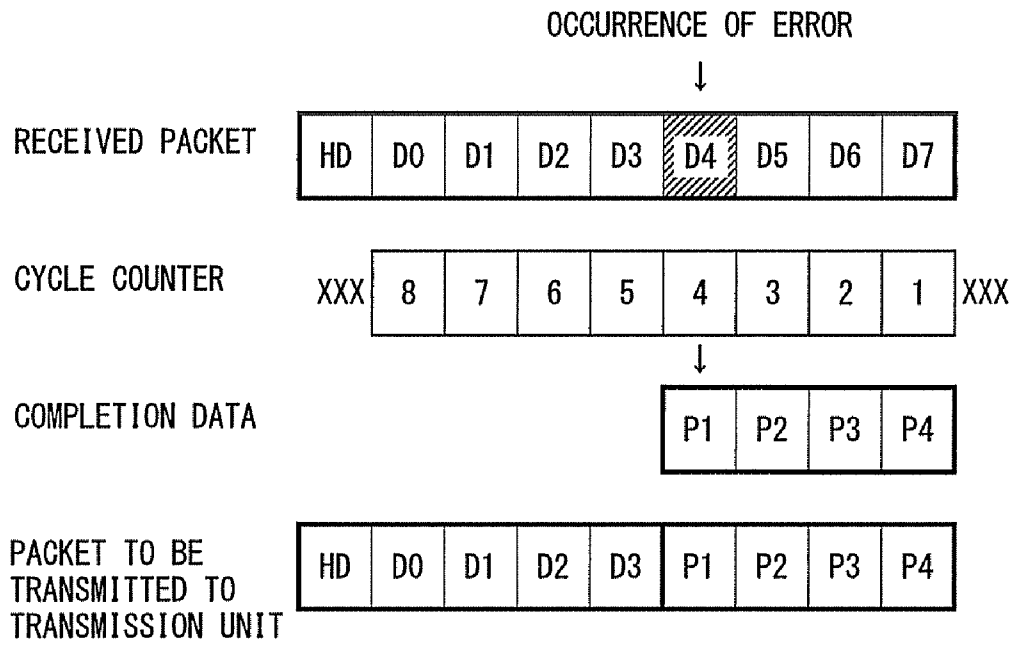 OCCURRENCE OF ERROR
↓
RECEIVED PACKET HD D0 D1 D2 D3 D4 D5 D6 D7
CYCLE COUNTER XXX 8 7 6 5 4 3 2 1 XXX
↓
COMPLETION DATA P1 P2 P3 P4
PACKET TO BE
TRANSMITTED TO
TRANSMISSION UNIT
HD D0 D1 D2 D3 P1 P2 P3 P4